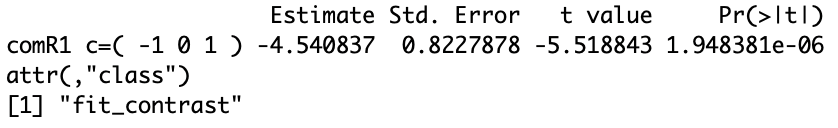 Estimate Std. Error t value Pr(>|t|)
comR1 c=( -1 0 1 ) -4.540837 0.8227878 -5.518843 1.948381e-06
attr(,"class")
[1] "fit_contrast"